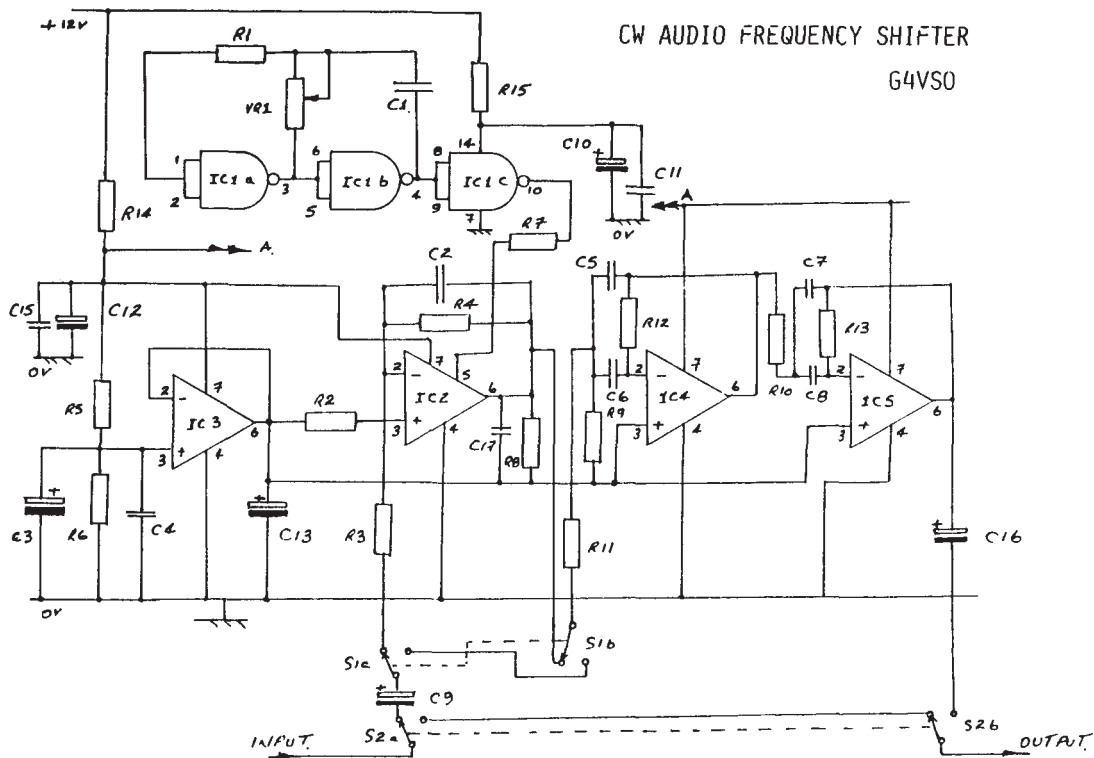 CW AUDIO FREQUENCY SHIFTER
G4VSO
+12V
R1
VR1
C1.
R15
1
2
IC1a
3
6
5
IC1b
4
8
9
14
IC1c
10
7
C10
+
C11
0V
A
R14
A.
R7
C15
C12
0V
C2
R4
C5
R12
C7
R13
2
-
7
IC3
6
3
+
4
R5
R2
2
-
7
5
IC2
6
3
+
4
C17
R8
C6
R9
2
-
7
IC4
6
3
+
4
R10
C8
2
-
7
IC5
6
3
+
4
+
C3
R6
C4
+
C13
R3
R11
+
C16
0V
S1a
S1b
+
C9
S2a
S2b
INPUT.
OUTPUT.